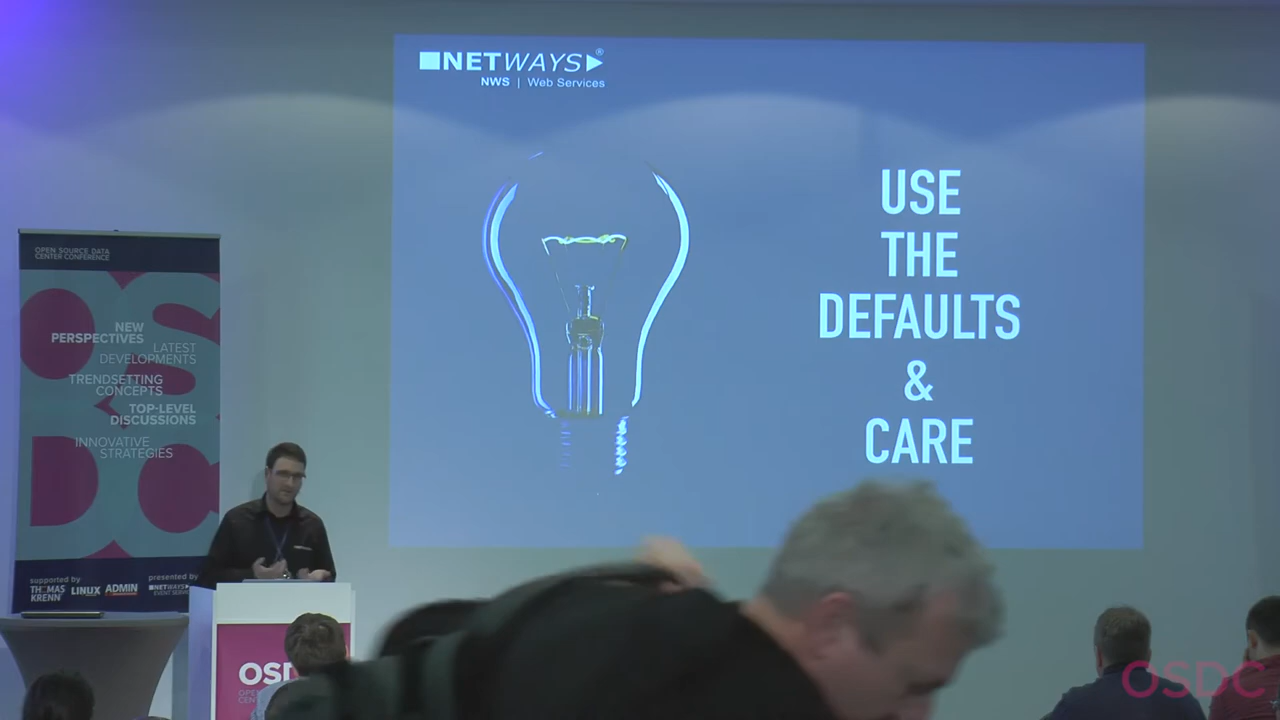 NETWAYS®
NWS | Web Services
USE
THE
DEFAULTS
&
CARE
OPEN SOURCE DATA
CENTER CONFERENCE
NEW
PERSPECTIVES
LATEST
DEVELOPMENTS
TRENDSETTING
CONCEPTS
TOP-LEVEL
DISCUSSIONS
INNOVATIVE
STRATEGIES
supported by
THOMAS
KRENN
LINUX
ADMIN
presented by
NETWAYS
OSDC